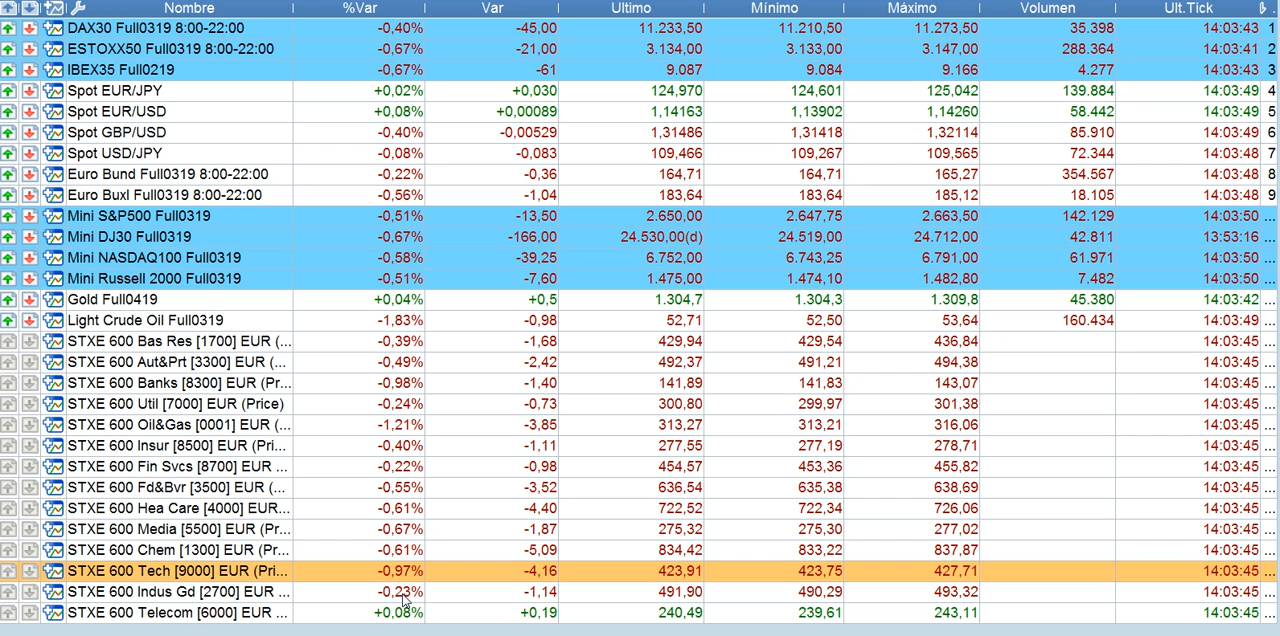 Nombre %Var Var Ultimo Mínimo Máximo Volumen Ult.Tick
DAX30 Full0319 8:00-22:00 -0,40% -45,00 11.233,50 11.210,50 11.273,50 35.398 14:03:43 1
ESTOXX50 Full0319 8:00-22:00 -0,67% -21,00 3.134,00 3.133,00 3.147,00 288.364 14:03:41 2
IBEX35 Full0219 -0,67% -61 9.087 9.084 9.166 4.277 14:03:43 3
Spot EUR/JPY +0,02% +0,030 124,970 124,601 125,042 139.884 14:03:49 4
Spot EUR/USD +0,08% +0,00089 1,14163 1,13902 1,14260 58.442 14:03:49 5
Spot GBP/USD -0,40% -0,00529 1,31486 1,31418 1,32114 85.910 14:03:49 6
Spot USD/JPY -0,08% -0,083 109,466 109,267 109,565 72.344 14:03:48 7
Euro Bund Full0319 8:00-22:00 -0,22% -0,36 164,71 164,71 165,27 354.567 14:03:48 8
Euro Buxl Full0319 8:00-22:00 -0,56% -1,04 183,64 183,64 185,12 18.105 14:03:48 9
Mini S&P500 Full0319 -0,51% -13,50 2.650,00 2.647,75 2.663,50 142.129 14:03:50 ...
Mini DJ30 Full0319 -0,67% -166,00 24.530,00(d) 24.519,00 24.712,00 42.811 13:53:16 ...
Mini NASDAQ100 Full0319 -0,58% -39,25 6.752,00 6.743,25 6.791,00 61.971 14:03:50 ...
Mini Russell 2000 Full0319 -0,51% -7,60 1.475,00 1.474,10 1.482,80 7.482 14:03:50 ...
Gold Full0419 +0,04% +0,5 1.304,7 1.304,3 1.309,8 45.380 14:03:42 ...
Light Crude Oil Full0319 -1,83% -0,98 52,71 52,50 53,64 160.434 14:03:49 ...
STXE 600 Bas Res [1700] EUR (... -0,39% -1,68 429,94 429,54 436,84 14:03:45 ...
STXE 600 Aut&Prt [3300] EUR (... -0,49% -2,42 492,37 491,21 494,38 14:03:45 ...
STXE 600 Banks [8300] EUR (Pr... -0,98% -1,40 141,89 141,83 143,07 14:03:45 ...
STXE 600 Util [7000] EUR (Price) -0,24% -0,73 300,80 299,97 301,38 14:03:45 ...
STXE 600 Oil&Gas [0001] EUR (... -1,21% -3,85 313,27 313,21 316,06 14:03:45 ...
STXE 600 Insur [8500] EUR (Pri... -0,40% -1,11 277,55 277,19 278,71 14:03:45 ...
STXE 600 Fin Svcs [8700] EUR ... -0,22% -0,98 454,57 453,36 455,82 14:03:45 ...
STXE 600 Fd&Bvr [3500] EUR (... -0,55% -3,52 636,54 635,38 638,69 14:03:45 ...
STXE 600 Hea Care [4000] EUR... -0,61% -4,40 722,52 722,34 726,06 14:03:45 ...
STXE 600 Media [5500] EUR (Pr... -0,67% -1,87 275,32 275,30 277,02 14:03:45 ...
STXE 600 Chem [1300] EUR (Pr... -0,61% -5,09 834,42 833,22 837,87 14:03:45 ...
STXE 600 Tech [9000] EUR (Pri... -0,97% -4,16 423,91 423,75 427,71 14:03:45 ...
STXE 600 Indus Gd [2700] EUR ... -0,23% -1,14 491,90 490,29 493,32 14:03:45 ...
STXE 600 Telecom [6000] EUR ... +0,08% +0,19 240,49 239,61 243,11 14:03:45 ...